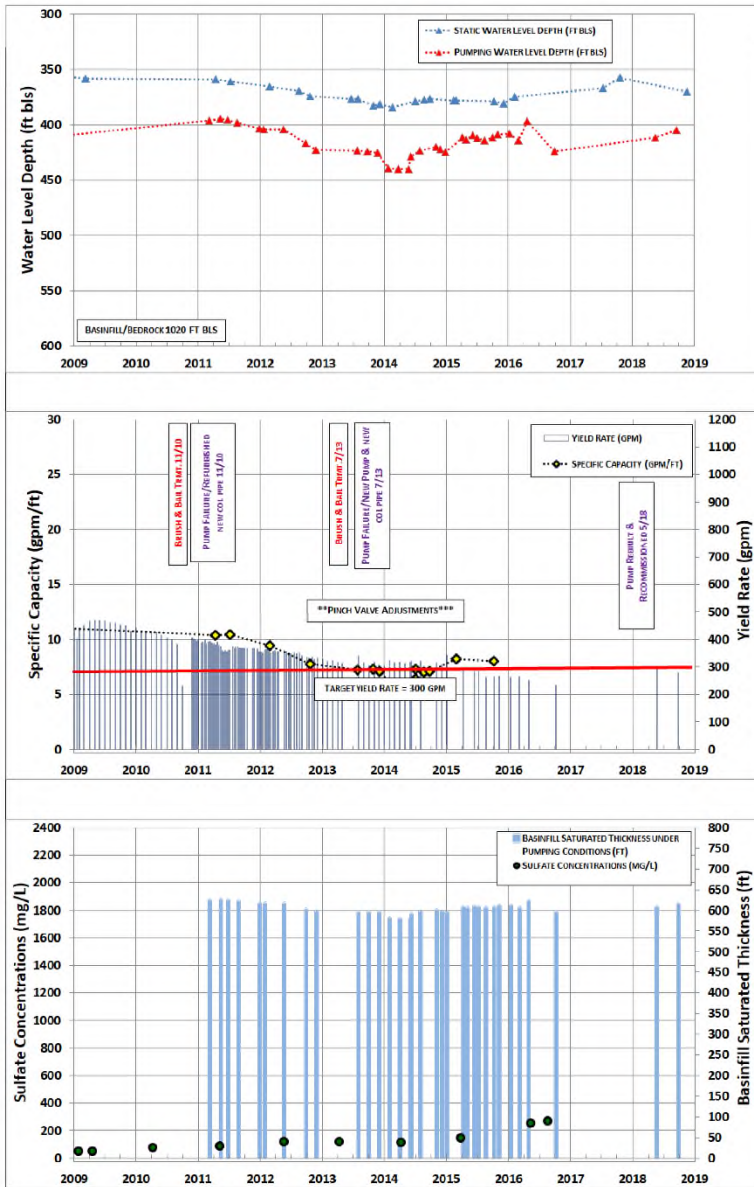 300
350
400
450
500
550
600
Water Level Depth (ft bls)
STATIC WATER LEVEL DEPTH (FT BLS)
PUMPING WATER LEVEL DEPTH (FT BLS)
BASINFILL/BEDROCK 1020 FT BLS
2009 2010 2011 2012 2013 2014 2015 2016 2017 2018 2019
30
25
20
15
10
5
0
Specific Capacity (gpm/ft)
BRUSH & BAIL TRMT. 11/10
PUMP FAILURE/REFURBISHED
NEW COL PIPE 11/10
BRUSH & BAIL TRMT. 7/13
PUMP FAILURE/NEW PUMP & NEW
COL PIPE 7/13
YIELD RATE (GPM)
SPECIFIC CAPACITY (GPM/FT)
PUMP REBUILT &
RECOMMISSIONED 5/18
**PINCH VALVE ADJUSTMENTS***
TARGET YIELD RATE = 300 GPM
1200
1100
1000
900
800
700
600
500
400
300
200
100
0
Yield Rate (gpm)
2009 2010 2011 2012 2013 2014 2015 2016 2017 2018 2019
2400
2200
2000
1800
1600
1400
1200
1000
800
600
400
200
0
Sulfate Concentrations (mg/L)
BASINFILL SATURATED THICKNESS UNDER
PUMPING CONDITIONS (FT)
SULFATE CONCENTRATIONS (MG/L)
800
750
700
650
600
550
500
450
400
350
300
250
200
150
100
50
0
Basinfill Saturated Thickness (ft)
2009 2010 2011 2012 2013 2014 2015 2016 2017 2018 2019